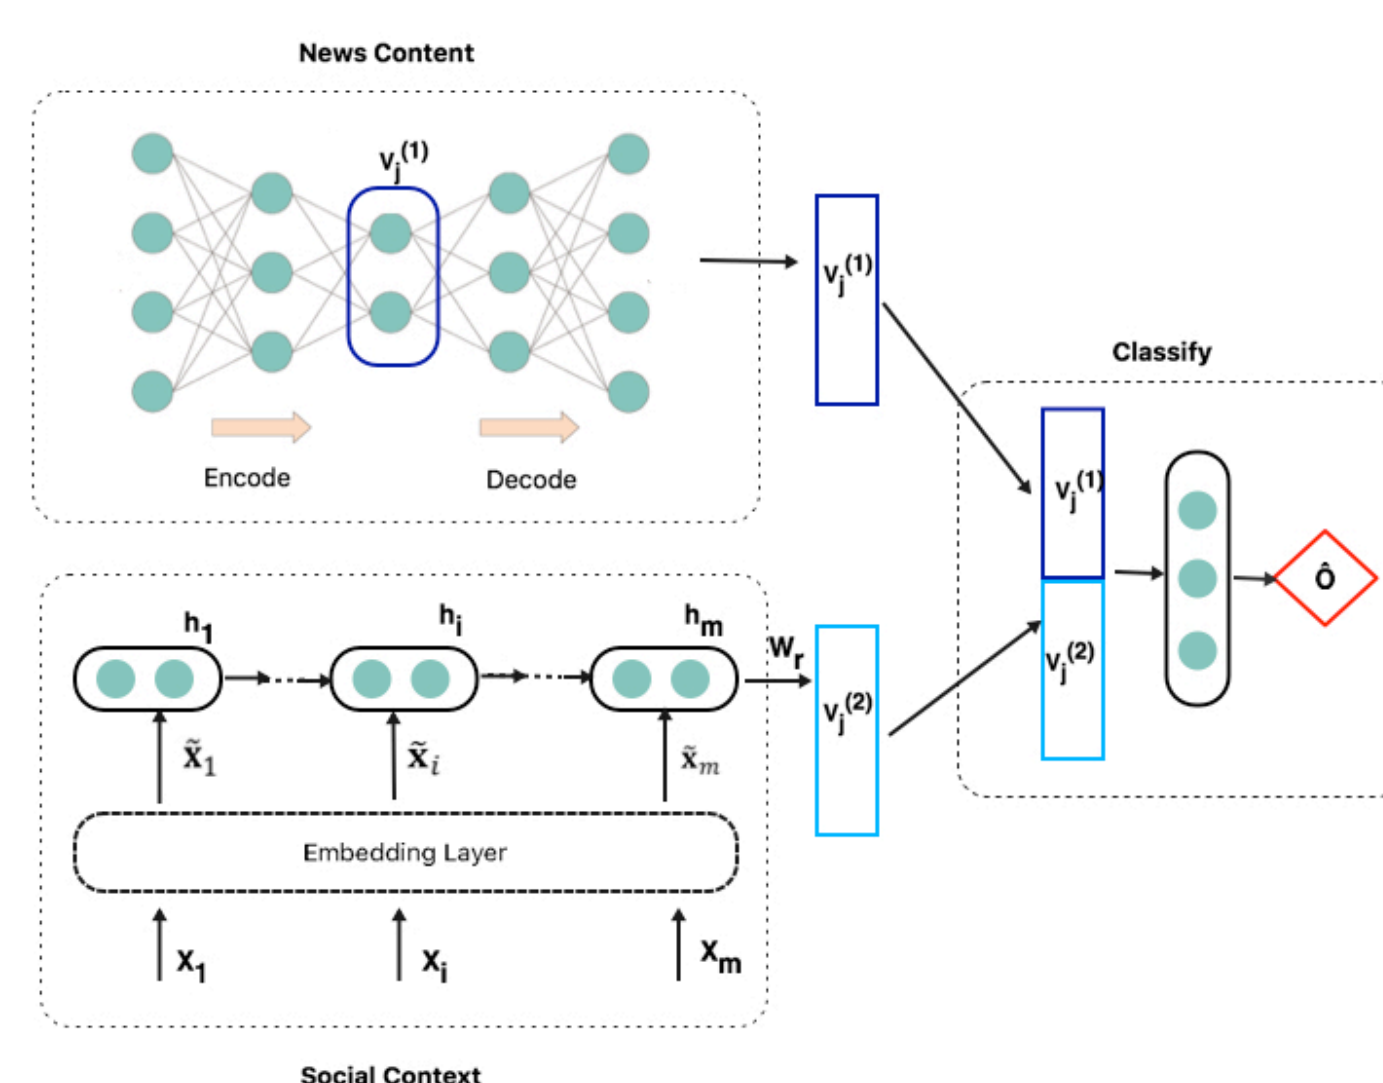 News Content
Vⱼ⁽¹⁾
Encode
Decode
Vⱼ⁽¹⁾
Classify
Vⱼ⁽¹⁾
Vⱼ⁽²⁾
Ô
h₁
hᵢ
hₘ
Wᵣ
Vⱼ⁽²⁾
x̃₁
x̃ᵢ
x̃ₘ
Embedding Layer
X₁
Xᵢ
Xₘ
Social Context